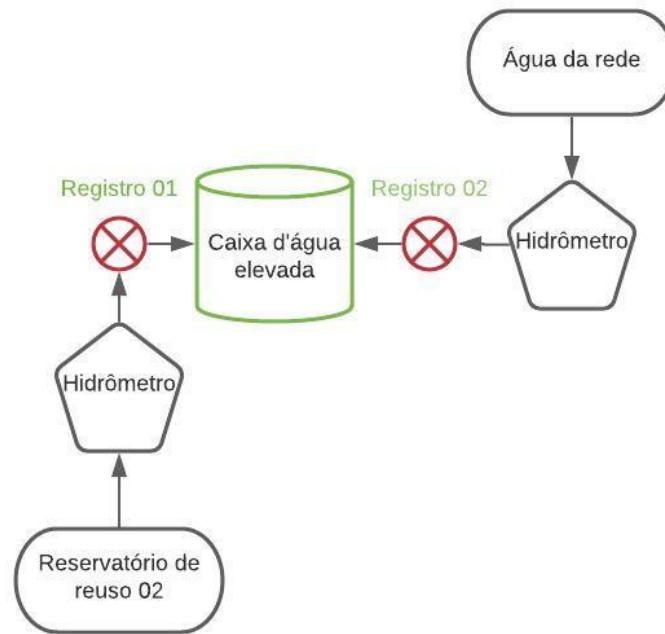 Água da rede
Registro 01
Registro 02
Caixa d'água
elevada
Hidrômetro
Hidrômetro
Reservatório de
reuso 02